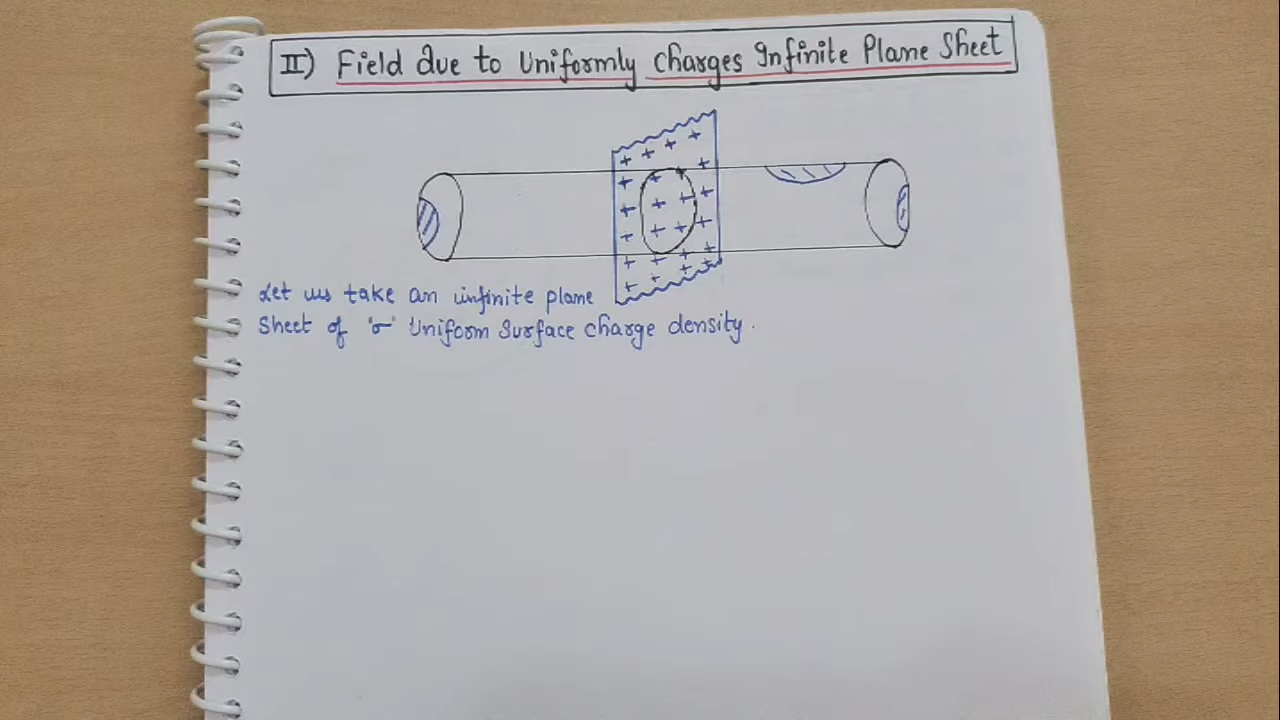 II) Field due to Uniformly charges Infinite Plane Sheet
Let us take an infinite plane
Sheet of 'σ' Uniform Surface charge density.